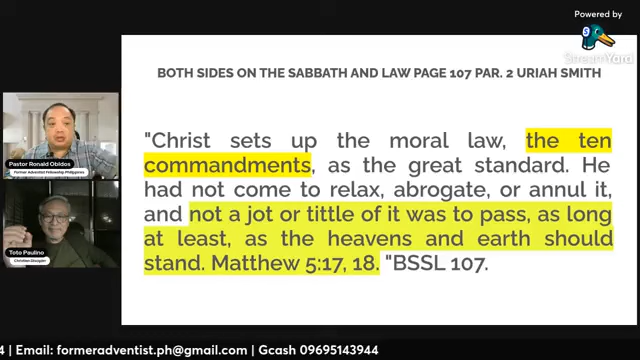 Powered by
StreamYard
BOTH SIDES ON THE SABBATH AND LAW PAGE 107 PAR. 2 URIAH SMITH
"Christ sets up the moral law, the ten
commandments, as the great standard. He
had not come to relax, abrogate, or annul it,
and not a jot or tittle of it was to pass, as long
at least, as the heavens and earth should
stand. Matthew 5:17, 18. "BSSL 107.
Pastor Ronald Obidos
Former Adventist Fellowship Philippines
Toto Paulino
Christian Disciple
4 | Email: formeradventist.ph@gmail.com | Gcash 09695143944